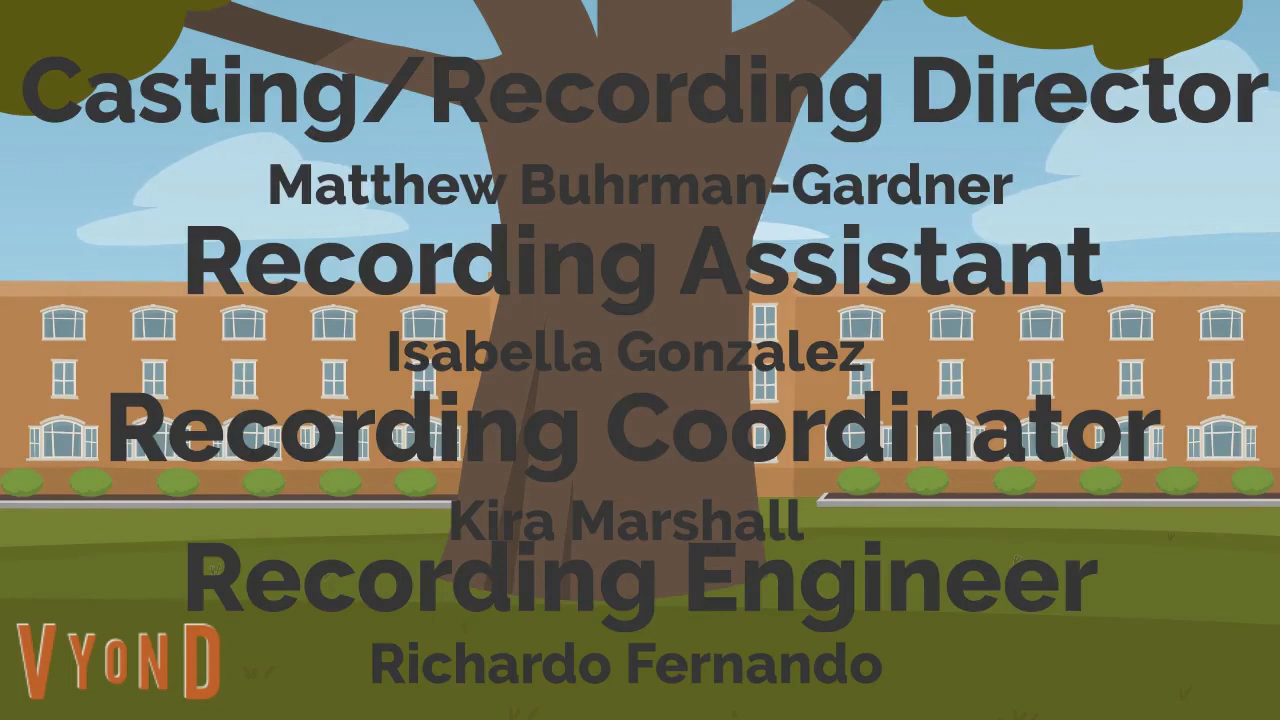 Casting/Recording Director
Matthew Buhrman-Gardner
Recording Assistant
Isabella Gonzalez
Recording Coordinator
Kira Marshall
Recording Engineer
Richardo Fernando
VYOND